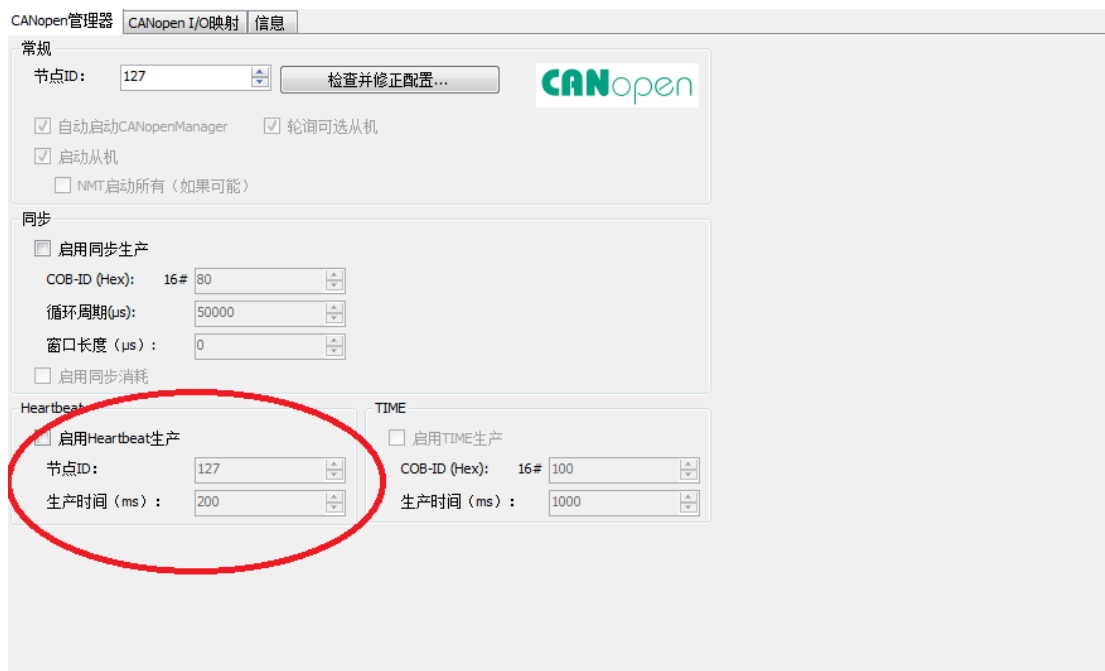 CANopen管理器 CANopen I/O映射 信息
常规
节点ID: 127 检查并修正配置... CANopen
自动启动CANopenManager 轮询可选从机
启动从机
NMT启动所有（如果可能）
同步
启用同步生产
COB-ID (Hex): 16# 80
循环周期(μs): 50000
窗口长度（μs）: 0
启用同步消耗
Heartbeat TIME
启用Heartbeat生产 启用TIME生产
节点ID: 127 COB-ID (Hex): 16# 100
生产时间（ms）: 200 生产时间（ms）: 1000